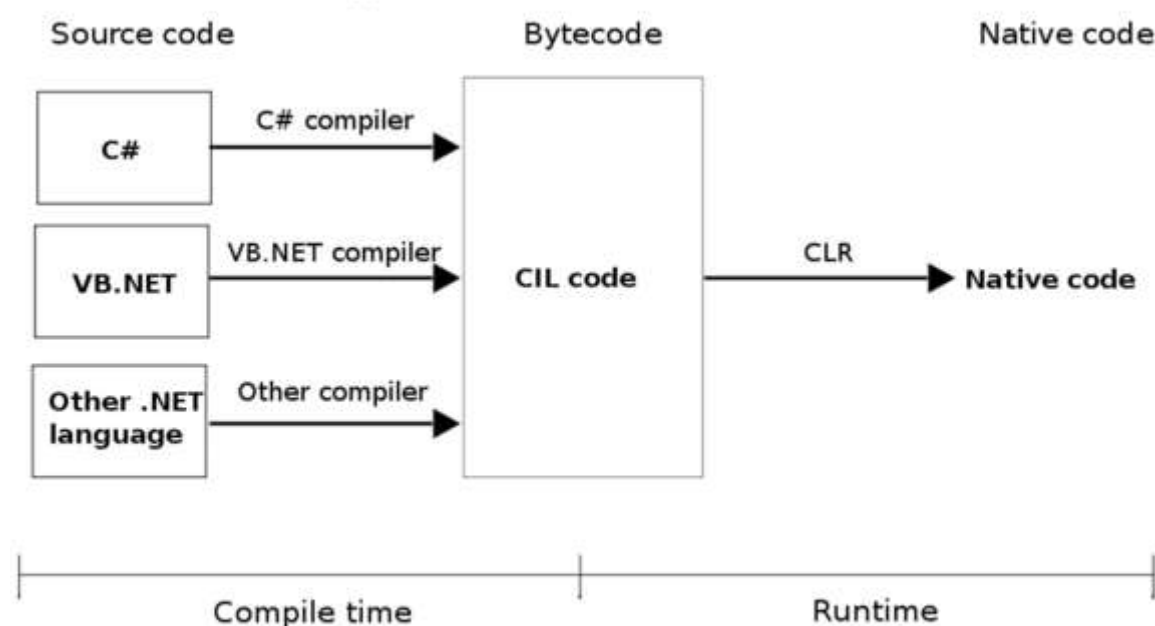 Source code
Bytecode
Native code
C#
C# compiler
VB.NET
VB.NET compiler
CIL code
CLR
Native code
Other .NET
language
Other compiler
Compile time
Runtime